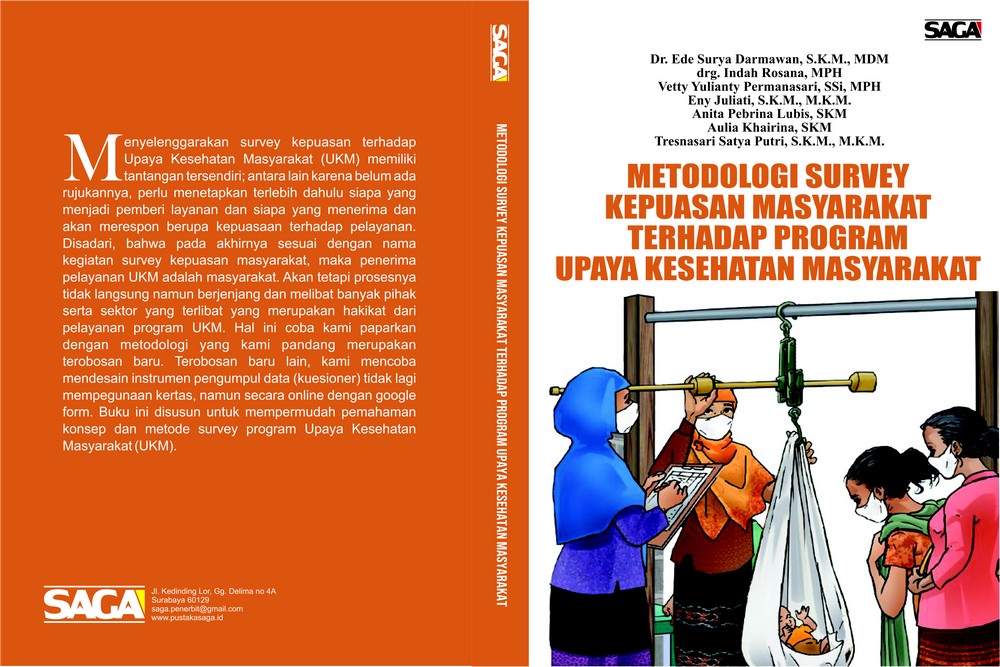 Menyelenggarakan survey kepuasan terhadap
Upaya Kesehatan Masyarakat (UKM) memiliki
tantangan tersendiri; antara lain karena belum ada
rujukannya, perlu menetapkan terlebih dahulu siapa yang
menjadi pemberi layanan dan siapa yang menerima dan
akan merespon berupa kepuasaan terhadap pelayanan.
Disadari, bahwa pada akhirnya sesuai dengan nama
kegiatan survey kepuasan masyarakat, maka penerima
pelayanan UKM adalah masyarakat. Akan tetapi prosesnya
tidak langsung namun berjenjang dan melibat banyak pihak
serta sektor yang terlibat yang merupakan hakikat dari
pelayanan program UKM. Hal ini coba kami paparkan
dengan metodologi yang kami pandang merupakan
terobosan baru. Terobosan baru lain, kami mencoba
mendesain instrumen pengumpul data (kuesioner) tidak lagi
mempegunaan kertas, namun secara online dengan google
form. Buku ini disusun untuk mempermudah pemahaman
konsep dan metode survey program Upaya Kesehatan
Masyarakat (UKM).
SAGA
Jl. Kedinding Lor, Gg. Delima no 4A
Surabaya 60129
saga.penerbit@gmail.com
www.pustakasaga.id
SAGA
METODOLOGI SURVEY KEPUASAN MASYARAKAT TERHADAP PROGRAM UPAYA KESEHATAN MASYARAKAT
SAGA
Dr. Ede Surya Darmawan, S.K.M., MDM
drg. Indah Rosana, MPH
Vetty Yulianty Permanasari, SSi, MPH
Eny Juliati, S.K.M., M.K.M.
Anita Pebrina Lubis, SKM
Aulia Khairina, SKM
Tresnasari Satya Putri, S.K.M., M.K.M.
METODOLOGI SURVEY
KEPUASAN MASYARAKAT
TERHADAP PROGRAM
UPAYA KESEHATAN MASYARAKAT